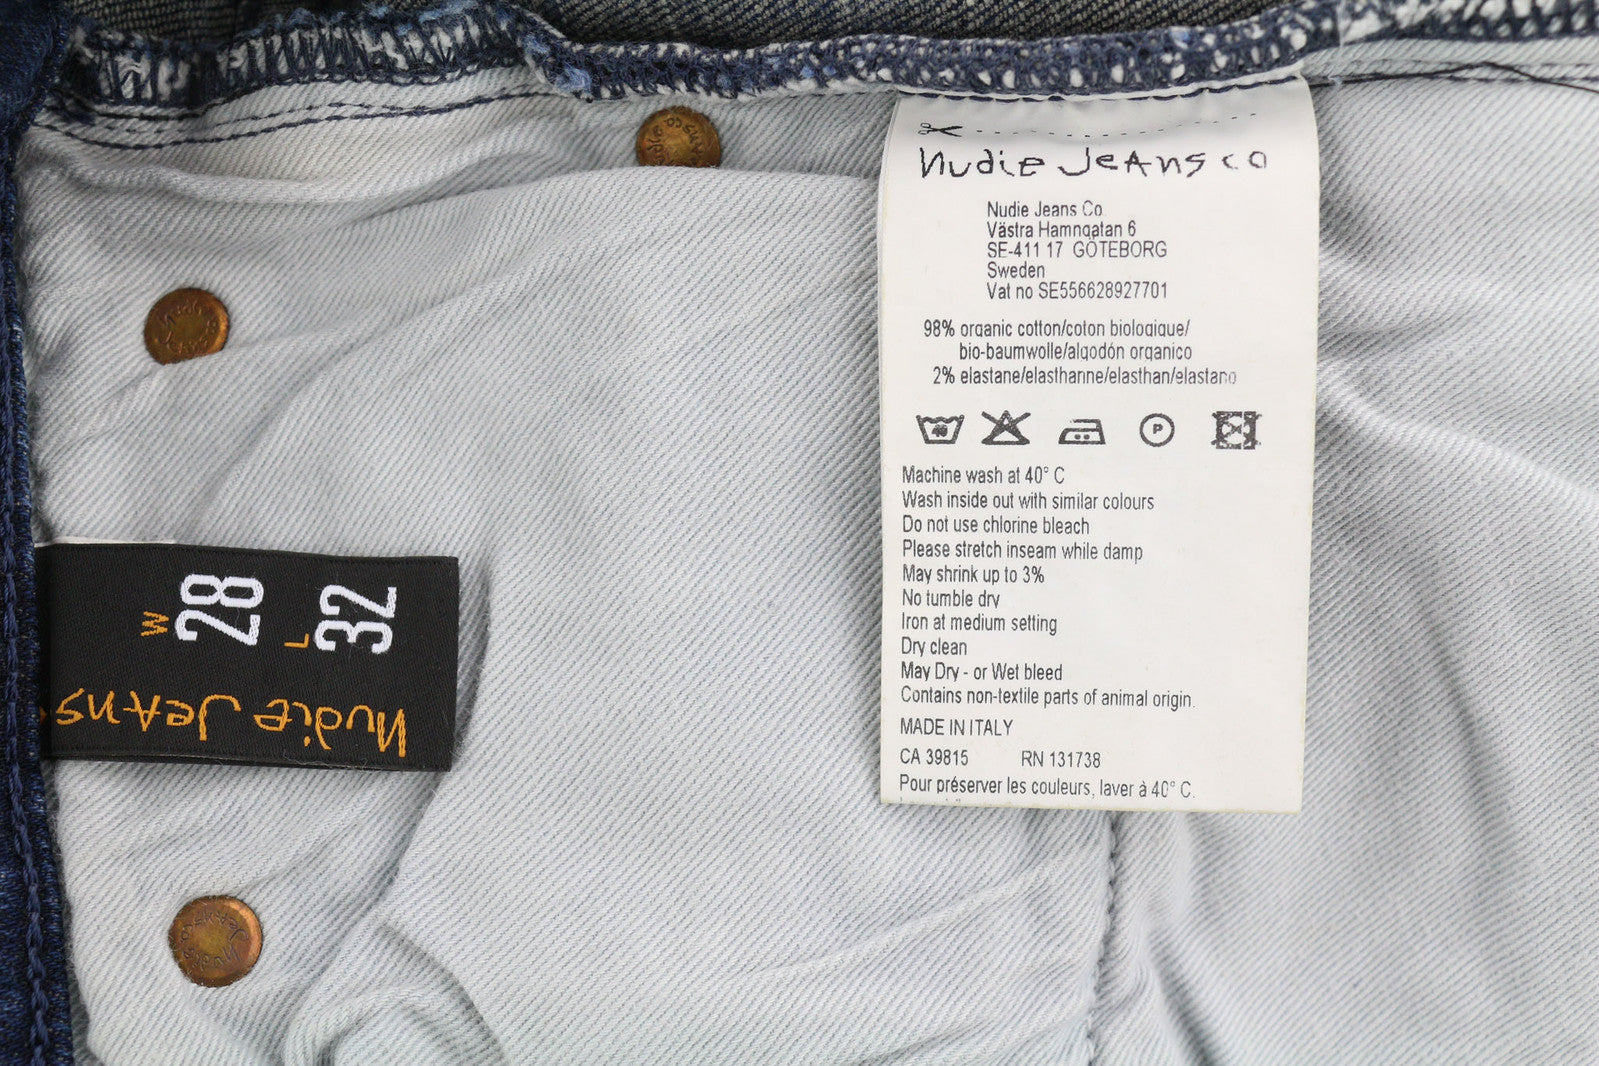 Nudie Jeans co
Nudie Jeans Co
Västra Hamngatan 6
SE-411 17 GÖTEBORG
Sweden
Vat no SE556628927701
98% organic cotton/coton biologique/
bio-baumwolle/algodón organico
2% elastane/elasthanne/elasthan/elastano
40
P
Machine wash at 40° C
Wash inside out with similar colours
Do not use chlorine bleach
Please stretch inseam while damp
May shrink up to 3%
No tumble dry
Iron at medium setting
Dry clean
May Dry - or Wet bleed
Contains non-textile parts of animal origin.
MADE IN ITALY
CA 39815 RN 131738
Pour préserver les couleurs, laver à 40° C.
W 28
L 32
Nudie Jeans
Nudie Jeans co